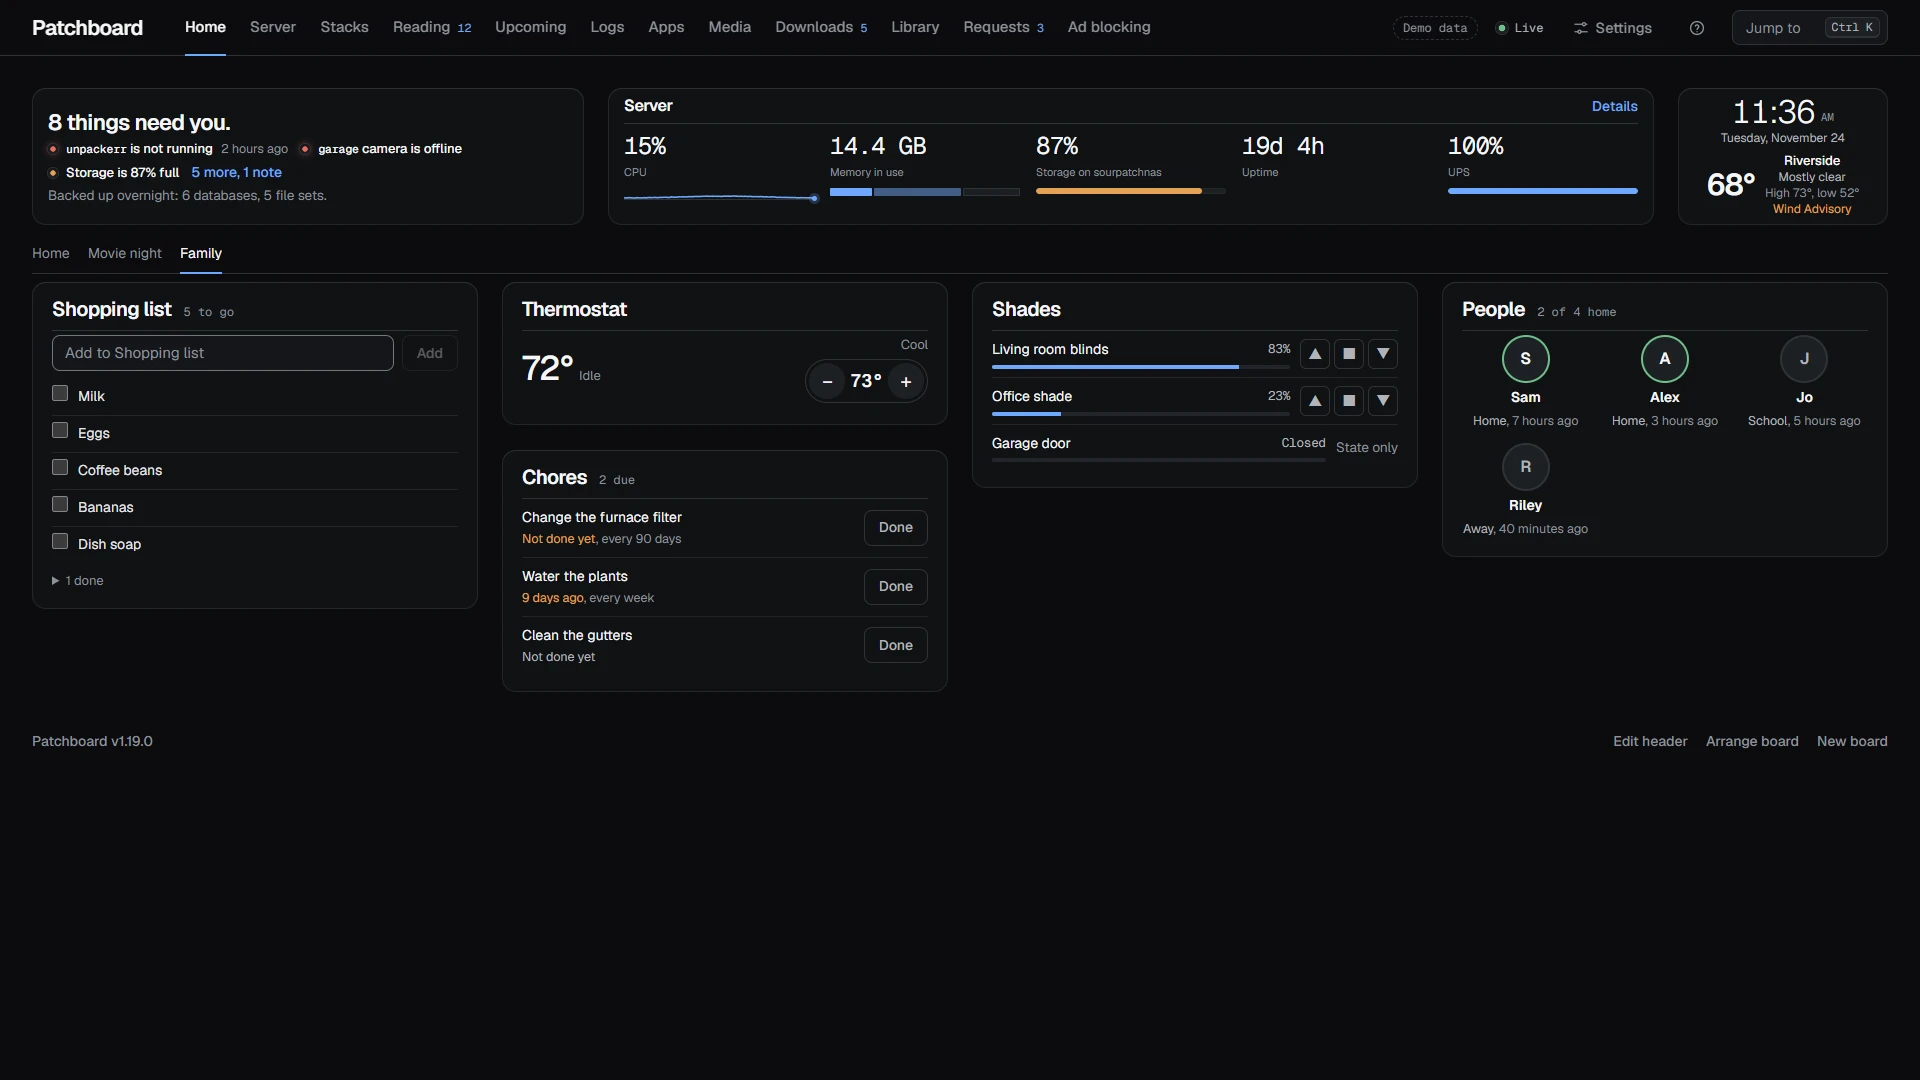 Patchboard Home Server Stacks Reading 12 Upcoming Logs Apps Media Downloads 5 Library Requests 3 Ad blocking Demo data Live Settings Jump to Ctrl K
8 things need you.
unpackerr is not running 2 hours ago garage camera is offline
Storage is 87% full 5 more, 1 note
Backed up overnight: 6 databases, 5 file sets.
Server Details
15% 14.4 GB 87% 19d 4h 100%
CPU Memory in use Storage on sourpatchnas Uptime UPS
11:36 AM
Tuesday, November 24
68°
Riverside
Mostly clear
High 73°, low 52°
Wind Advisory
Home Movie night Family
Shopping list 5 to go
Add to Shopping list Add
Milk
Eggs
Coffee beans
Bananas
Dish soap
1 done
Thermostat
72° Idle
Cool
− 73° +
Chores 2 due
Change the furnace filter
Not done yet, every 90 days
Done
Water the plants
9 days ago, every week
Done
Clean the gutters
Not done yet
Done
Shades
Living room blinds 83%
Office shade 23%
Garage door Closed State only
People 2 of 4 home
S A J
Sam Alex Jo
Home, 7 hours ago Home, 3 hours ago School, 5 hours ago
R
Riley
Away, 40 minutes ago
Patchboard v1.19.0 Edit header Arrange board New board